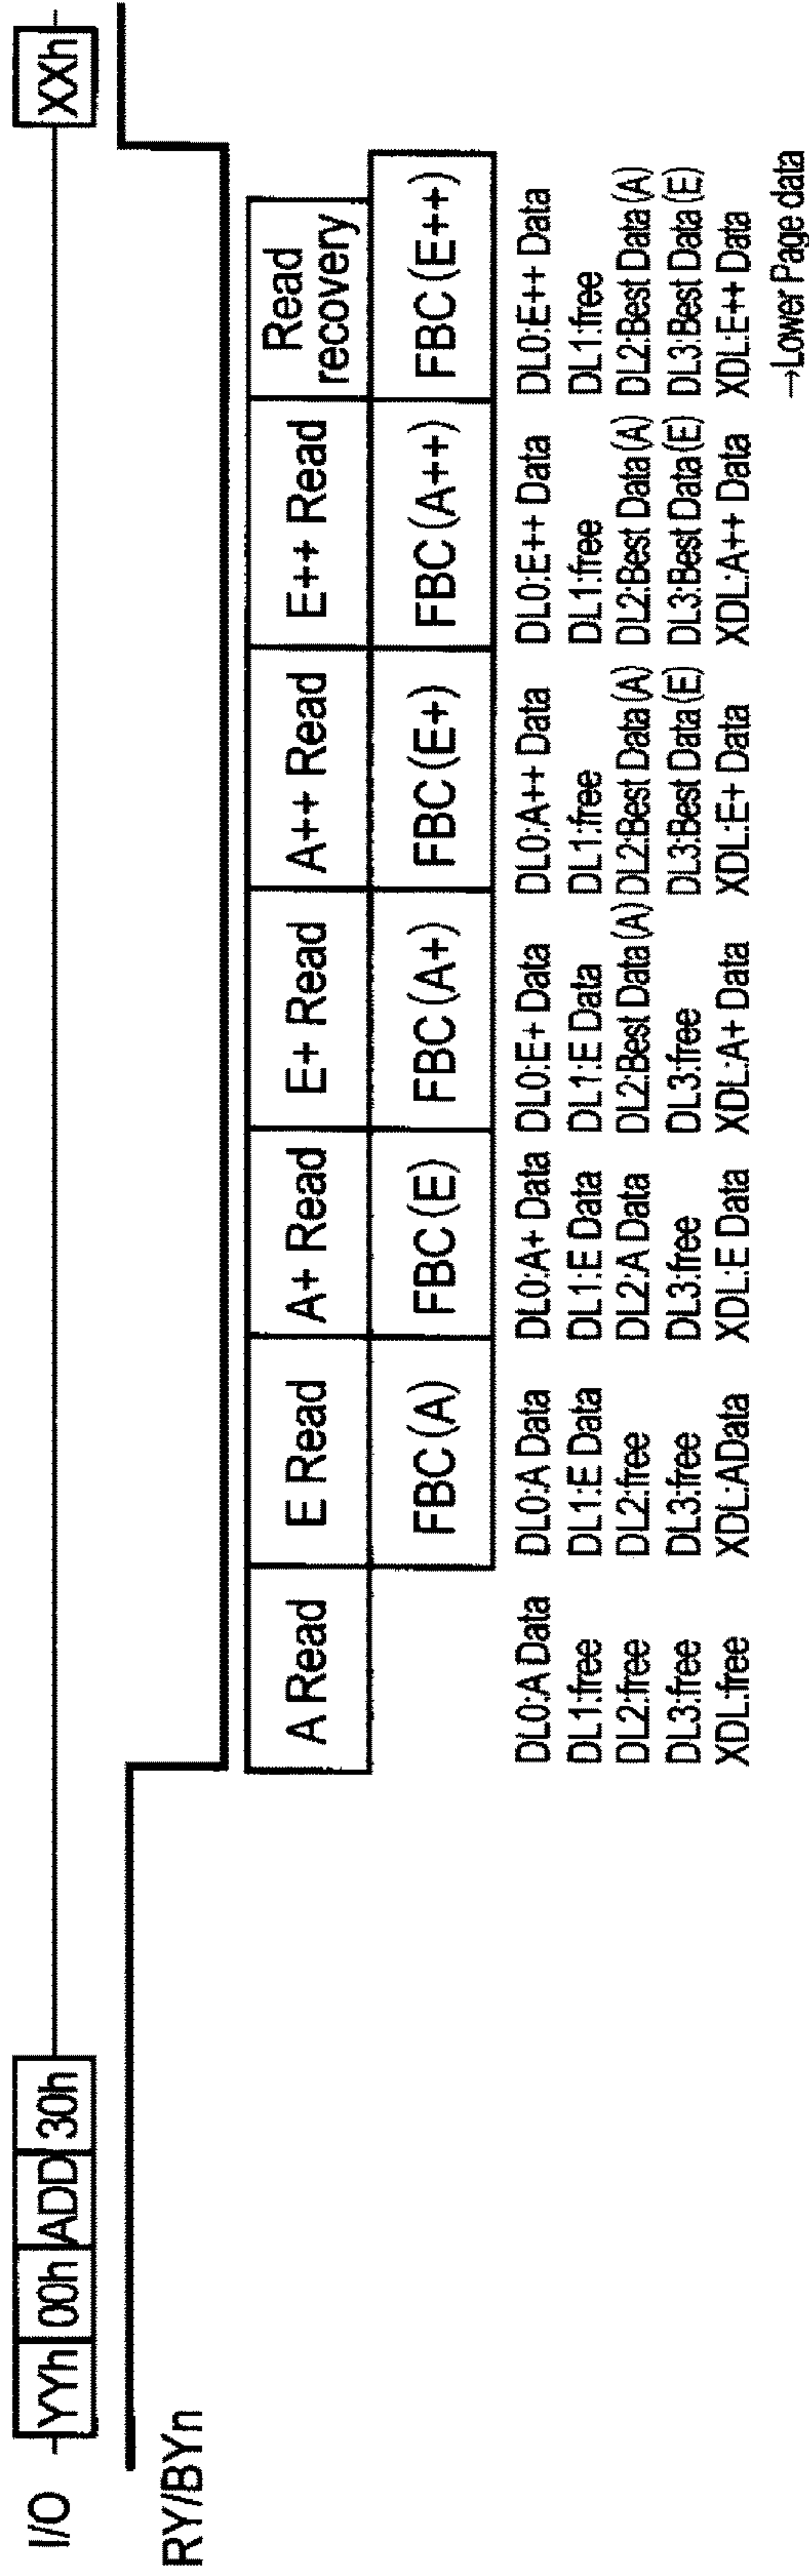 I/O YYh 00h ADD 30h XXh
RY/BYn
A Read E Read A+ Read E+ Read A++ Read E++ Read Read recovery
FBC(A) FBC(E) FBC(A+) FBC(E+) FBC(A++) FBC(E++)
DL0:A Data DL0:A Data DL0:A+ Data DL0:E+ Data DL0:A++ Data DL0:E++ Data DL0:E++ Data
DL1:free DL1:E Data DL1:E Data DL1:E Data DL1:free DL1:free DL1:free
DL2:free DL2:free DL2:A Data DL2:Best Data(A) DL2:Best Data(A) DL2:Best Data(A) DL2:Best Data(A)
DL3:free DL3:free DL3:free DL3:free DL3:Best Data(E) DL3:Best Data(E) DL3:Best Data(E)
XDL:free XDL:AData XDL:E Data XDL:A+ Data XDL:E+ Data XDL:A++ Data XDL:E++ Data
→Lower Page data